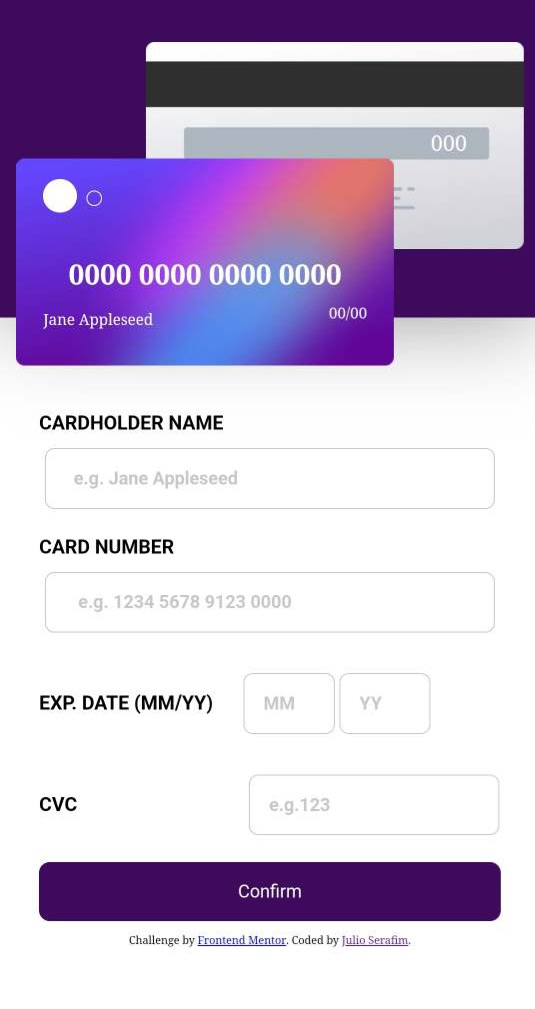 000
0000 0000 0000 0000
Jane Appleseed
00/00
CARDHOLDER NAME
e.g. Jane Appleseed
CARD NUMBER
e.g. 1234 5678 9123 0000
EXP. DATE (MM/YY)
MM
YY
CVC
e.g.123
Confirm
Challenge by Frontend Mentor. Coded by Julio Serafim.